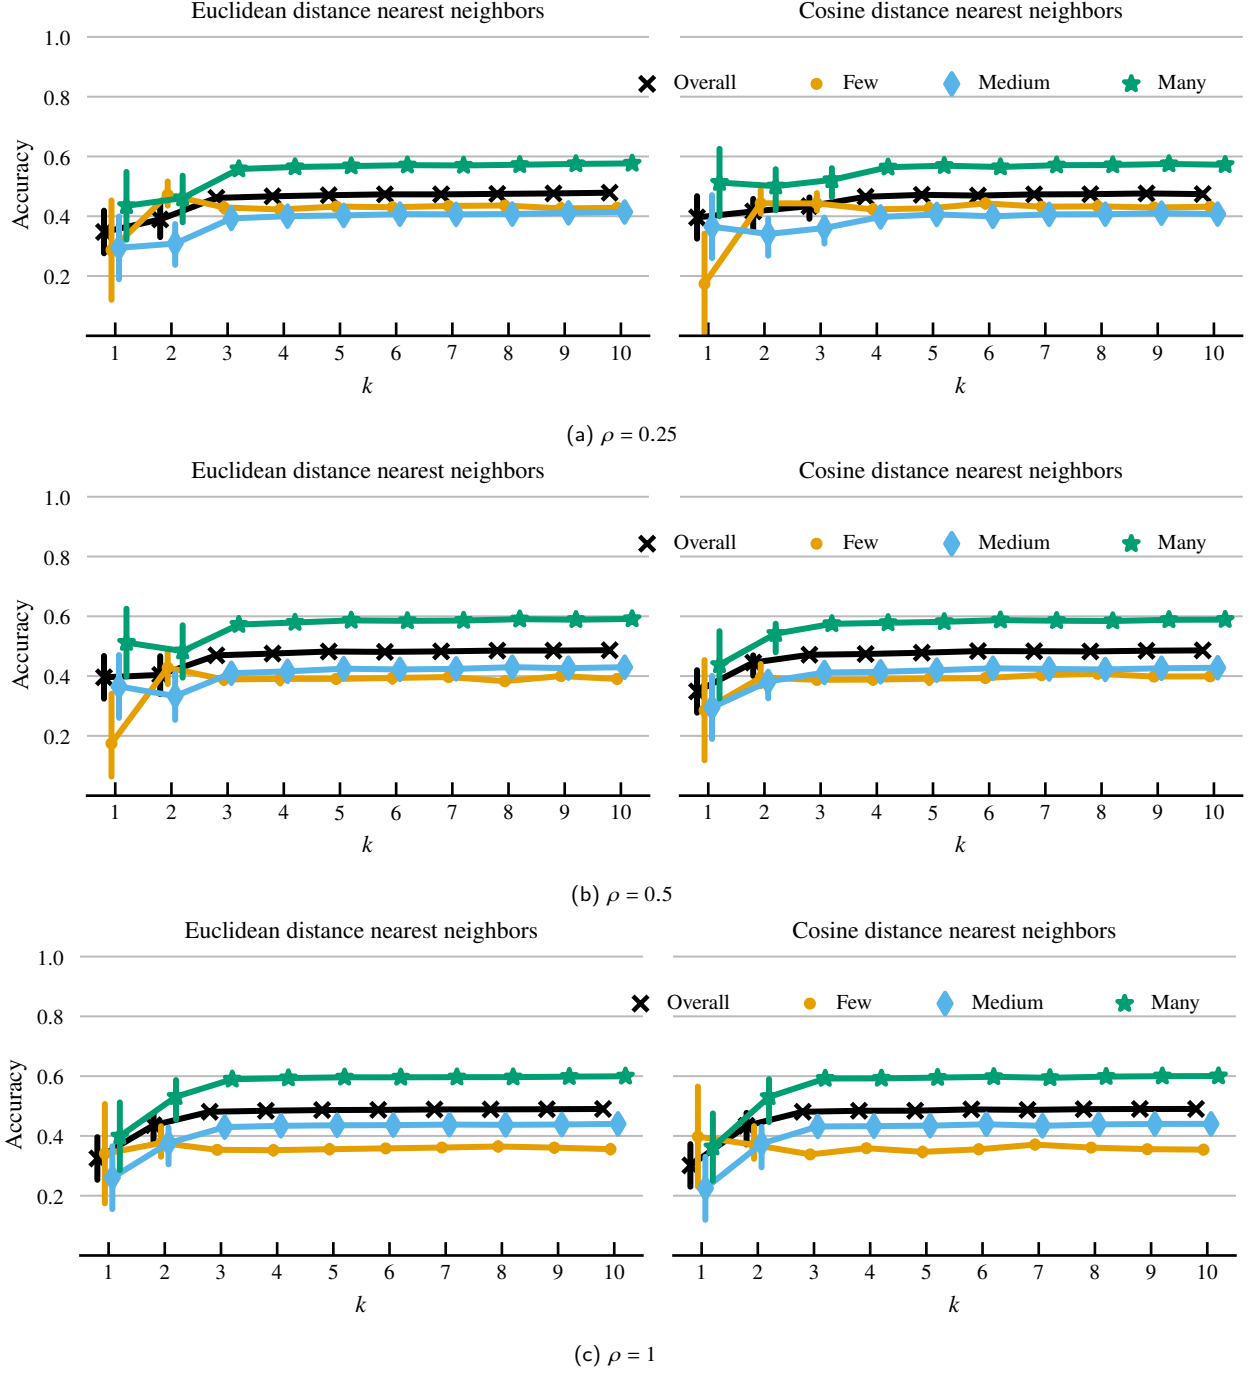 Euclidean distance nearest neighbors
Cosine distance nearest neighbors
1.0
0.8
0.6
0.4
0.2
Accuracy
Overall Few Medium Many
1 2 3 4 5 6 7 8 9 10
k
1 2 3 4 5 6 7 8 9 10
k
(a) ρ = 0.25
Euclidean distance nearest neighbors
Cosine distance nearest neighbors
1.0
0.8
0.6
0.4
0.2
Accuracy
Overall Few Medium Many
1 2 3 4 5 6 7 8 9 10
k
1 2 3 4 5 6 7 8 9 10
k
(b) ρ = 0.5
Euclidean distance nearest neighbors
Cosine distance nearest neighbors
1.0
0.8
0.6
0.4
0.2
Accuracy
Overall Few Medium Many
1 2 3 4 5 6 7 8 9 10
k
1 2 3 4 5 6 7 8 9 10
k
(c) ρ = 1